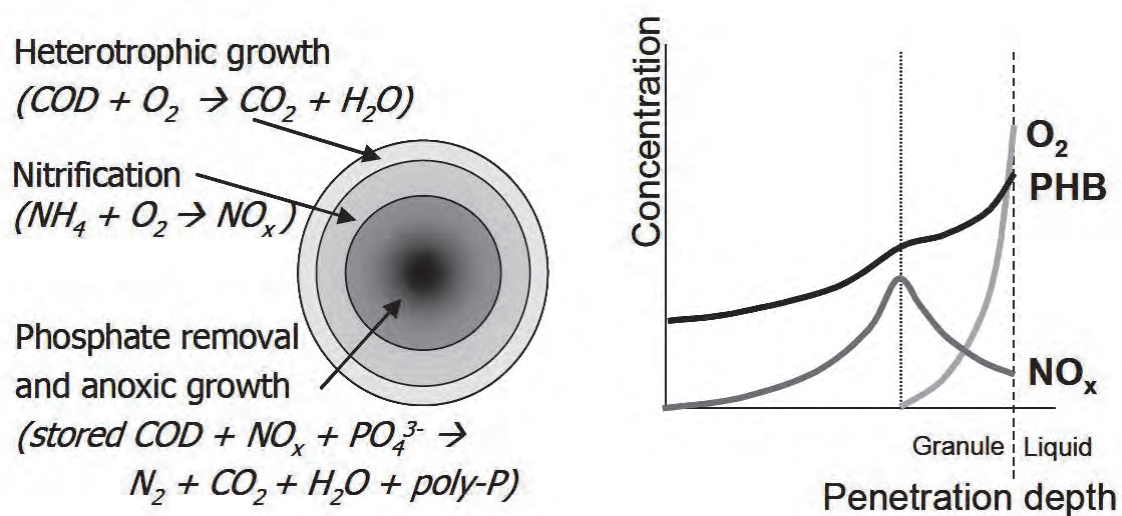 Heterotrophic growth
(COD + O₂ → CO₂ + H₂O)
Nitrification
(NH₄ + O₂ → NOₓ)
Phosphate removal
and anoxic growth
(stored COD + NOₓ + PO₄³⁻ →
N₂ + CO₂ + H₂O + poly-P)
Concentration
O₂
PHB
NOₓ
Granule
Liquid
Penetration depth